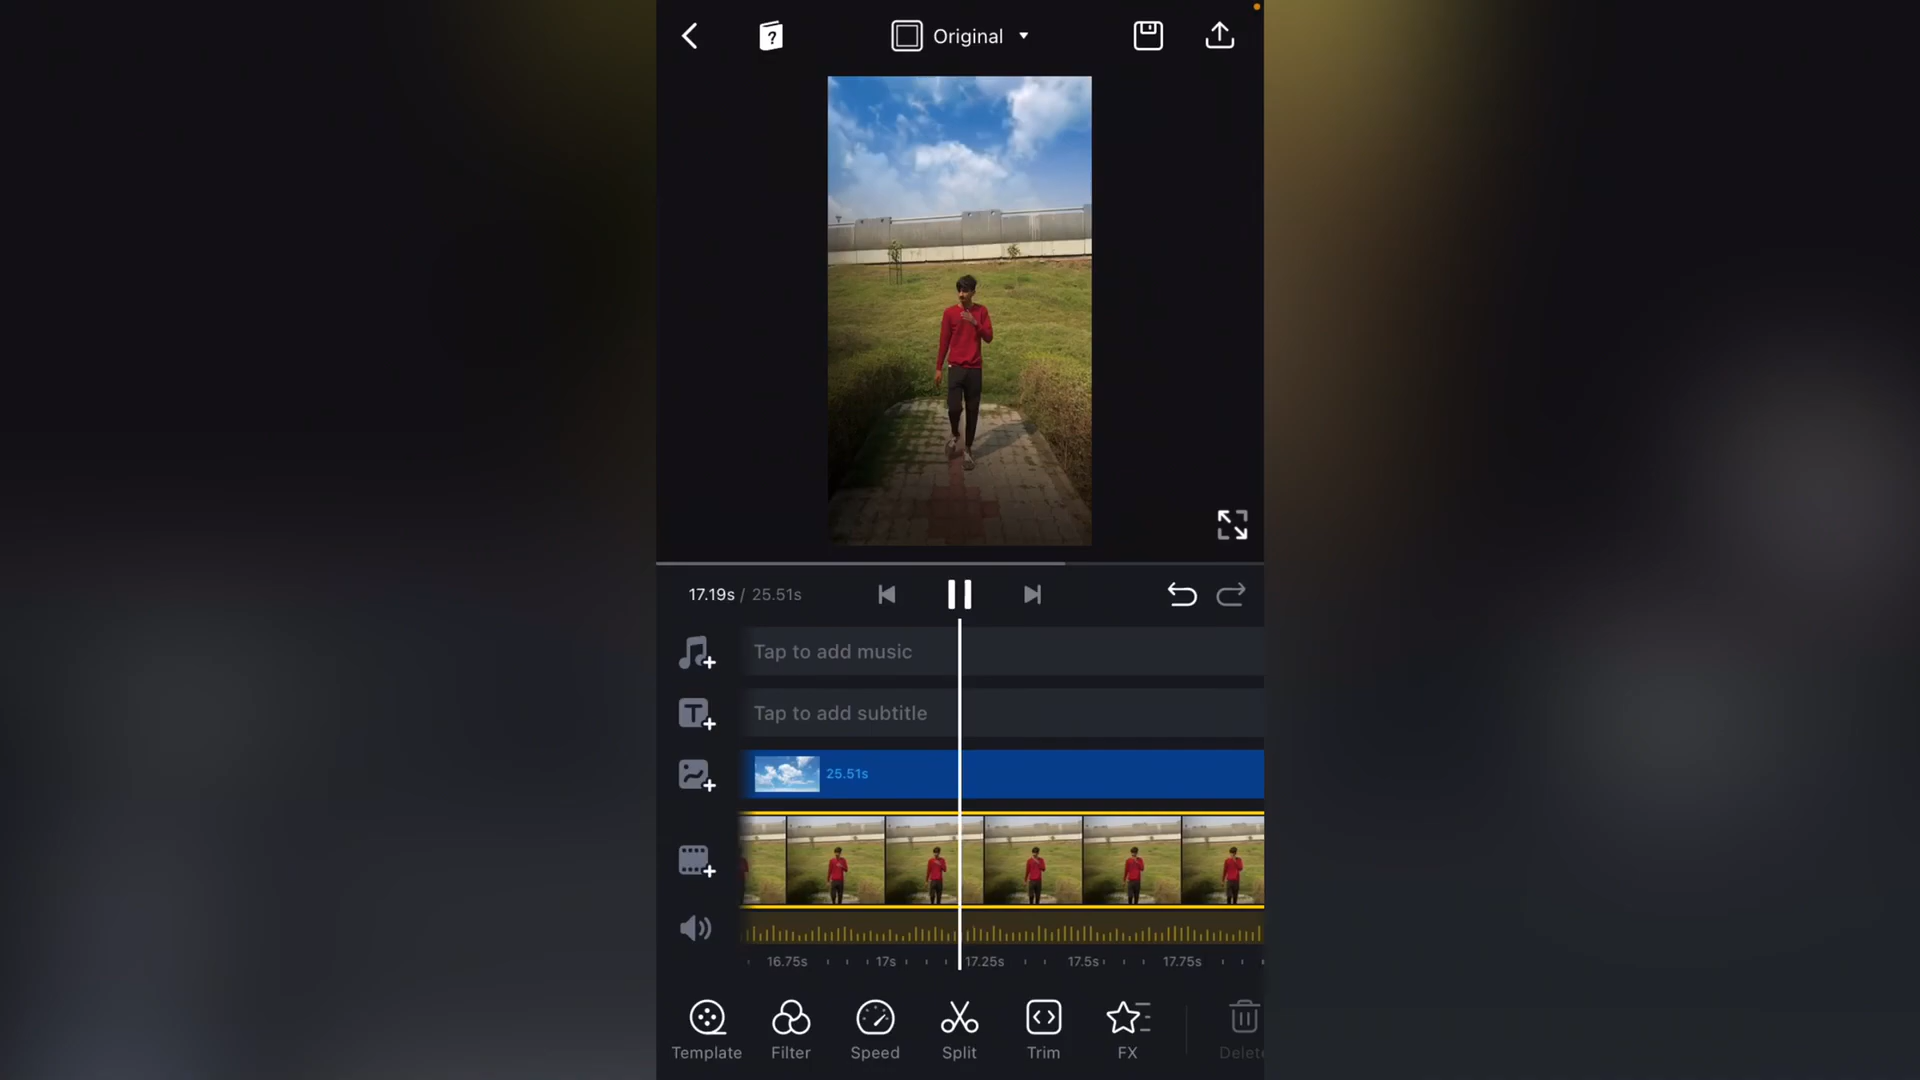 ?
Original
17.19s / 25.51s
Tap to add music
T
Tap to add subtitle
25.51s
16.75s 17s 17.25s 17.5s 17.75s
Template Filter Speed Split Trim FX Delete